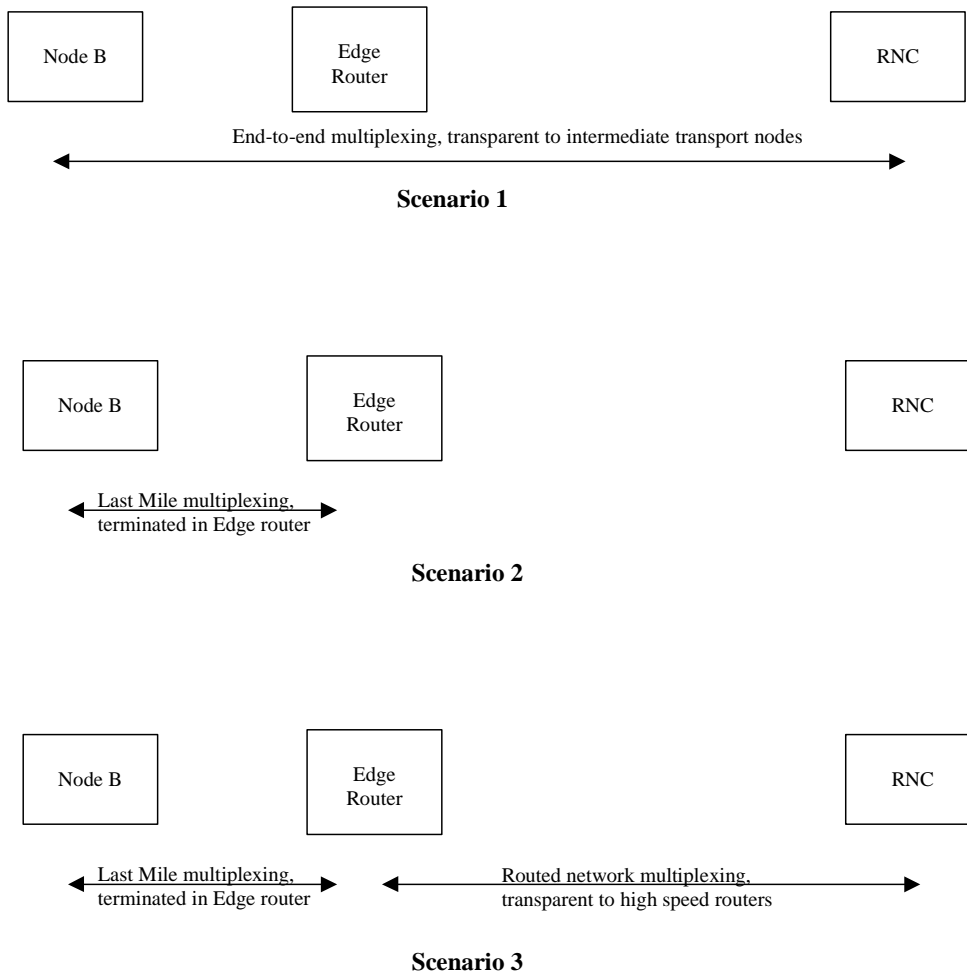 Node B
Edge
Router
RNC
End-to-end multiplexing, transparent to intermediate transport nodes
Scenario 1
Node B
Edge
Router
RNC
Last Mile multiplexing,
terminated in Edge router
Scenario 2
Node B
Edge
Router
RNC
Last Mile multiplexing,
terminated in Edge router
Routed network multiplexing,
transparent to high speed routers
Scenario 3